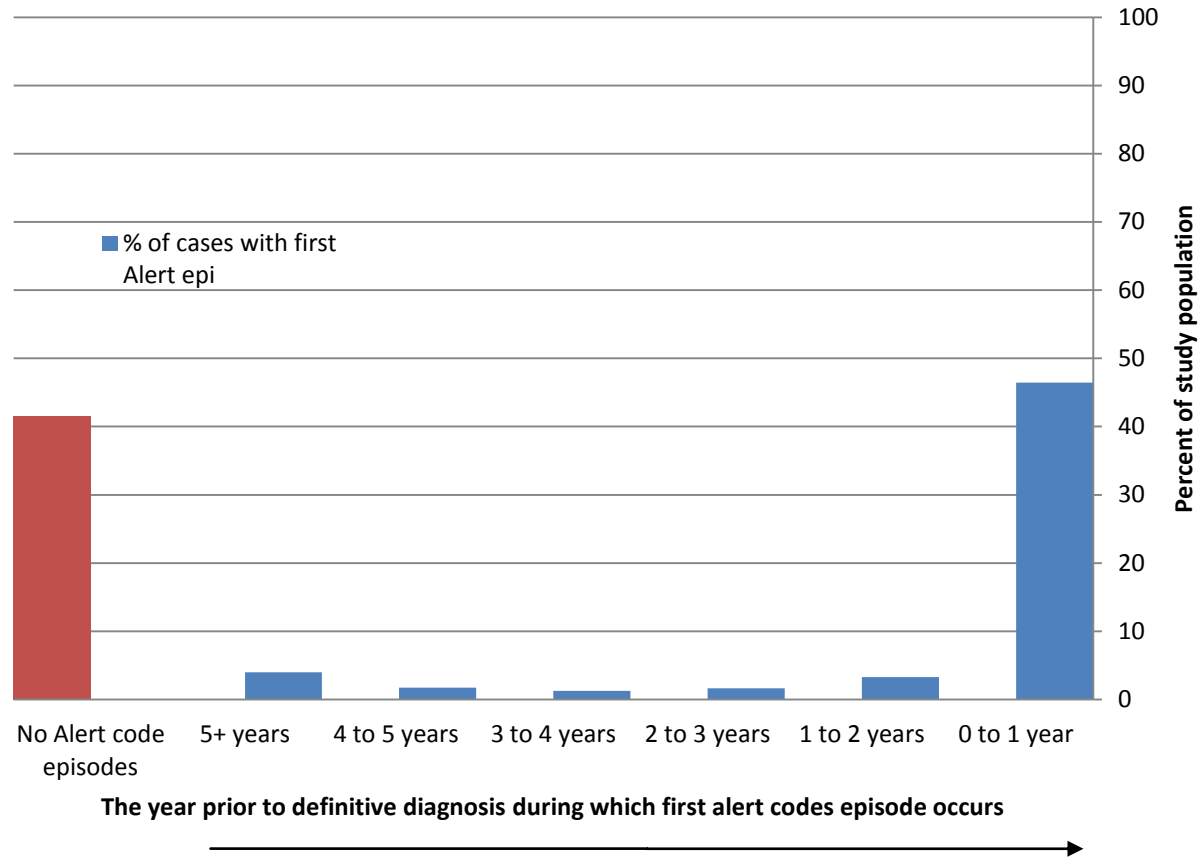 100
90
80
70
60
50
40
30
20
10
0
Percent of study population
% of cases with first
Alert epi
No Alert code
episodes
5+ years
4 to 5 years
3 to 4 years
2 to 3 years
1 to 2 years
0 to 1 year
The year prior to definitive diagnosis during which first alert codes episode occurs